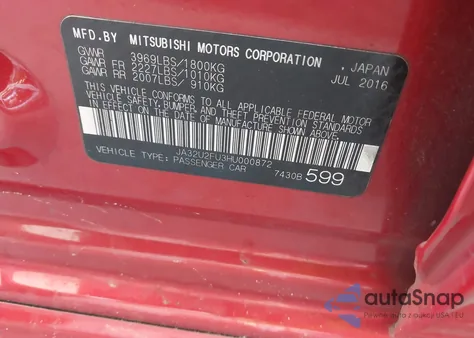 MFD.BY MITSUBISHI MOTORS CORPORATION , JAPAN
GVWR 3969LBS/1800KG JUL 2016
GAWR FR 2227LBS/1010KG
GAWR RR 2007LBS/ 910KG
THIS VEHICLE CONFORMS TO ALL APPLICABLE FEDERAL MOTOR
VEHICLE SAFETY, BUMPER, AND THEFT PREVENTION STANDARDS
IN EFFECT ON THE DATE OF MANUFACTURE SHOWN ABOVE.
JA32U2FU3HU000872
VEHICLE TYPE: PASSENGER CAR
7430B 599
autoSnap